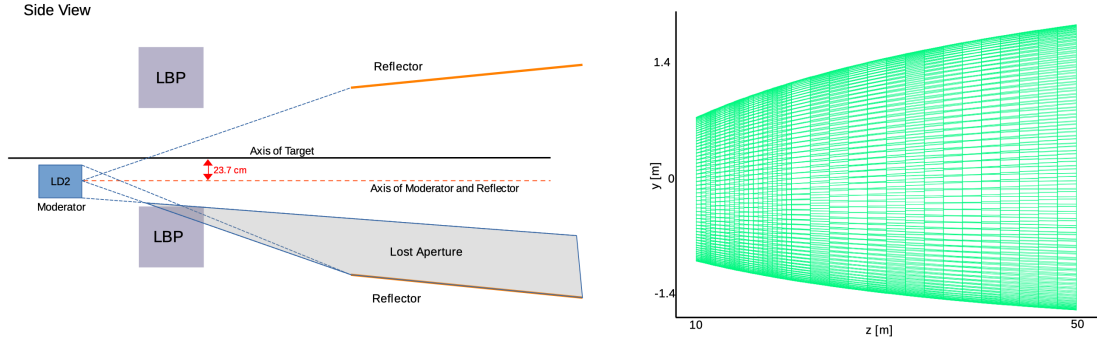 Side View
LBP
Reflector
Axis of Target
23.7 cm
LD2
Axis of Moderator and Reflector
Moderator
LBP
Lost Aperture
Reflector
1.4
y [m]
0
-1.4
10
z [m]
50